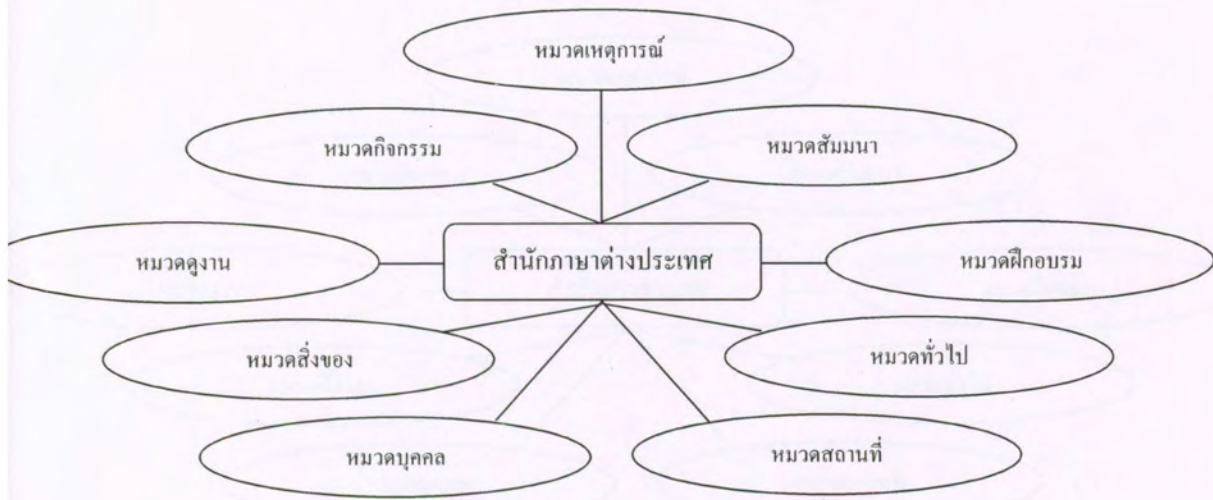 หมวดเหตุการณ์
หมวดกิจกรรม
หมวดสัมมนา
หมวดดูงาน
สำนักภาษาต่างประเทศ
หมวดฝึกอบรม
หมวดสิ่งของ
หมวดทั่วไป
หมวดบุคคล
หมวดสถานที่